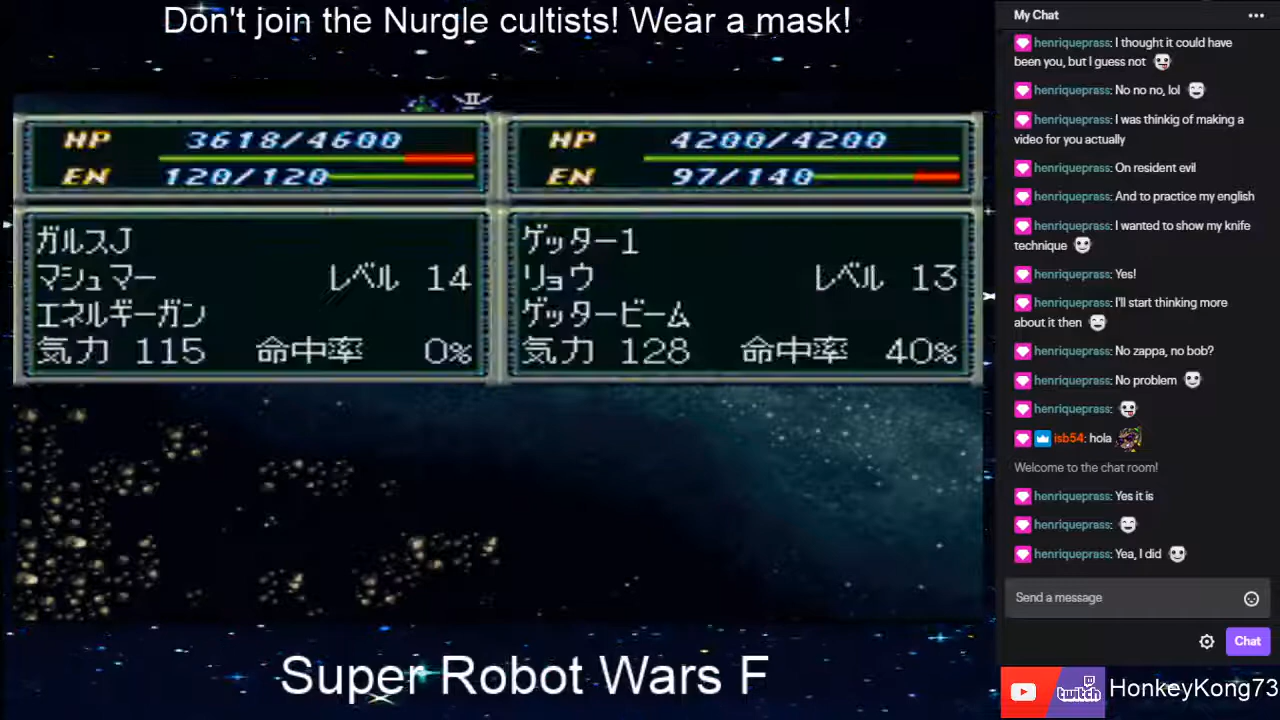 Don't join the Nurgle cultists! Wear a mask!
HP 3618/4600
EN 120/120
HP 4200/4200
EN 97/140
ガルスJ
マシュマー レベル 14
エネルギーガン
気力 115 命中率 0%
ゲッター1
リョウ レベル 13
ゲッタービーム
気力 128 命中率 40%
Super Robot Wars F
My Chat
henriqueprass: I thought it could have
been you, but I guess not
henriqueprass: No no no, lol
henriqueprass: I was thinkig of making a
video for you actually
henriqueprass: On resident evil
henriqueprass: And to practice my english
henriqueprass: I wanted to show my knife
technique
henriqueprass: Yes!
henriqueprass: I'll start thinking more
about it then
henriqueprass: No zappa, no bob?
henriqueprass: No problem
henriqueprass:
isb54: hola
Welcome to the chat room!
henriqueprass: Yes it is
henriqueprass:
henriqueprass: Yea, I did
Send a message
Chat
twitch
HonkeyKong73